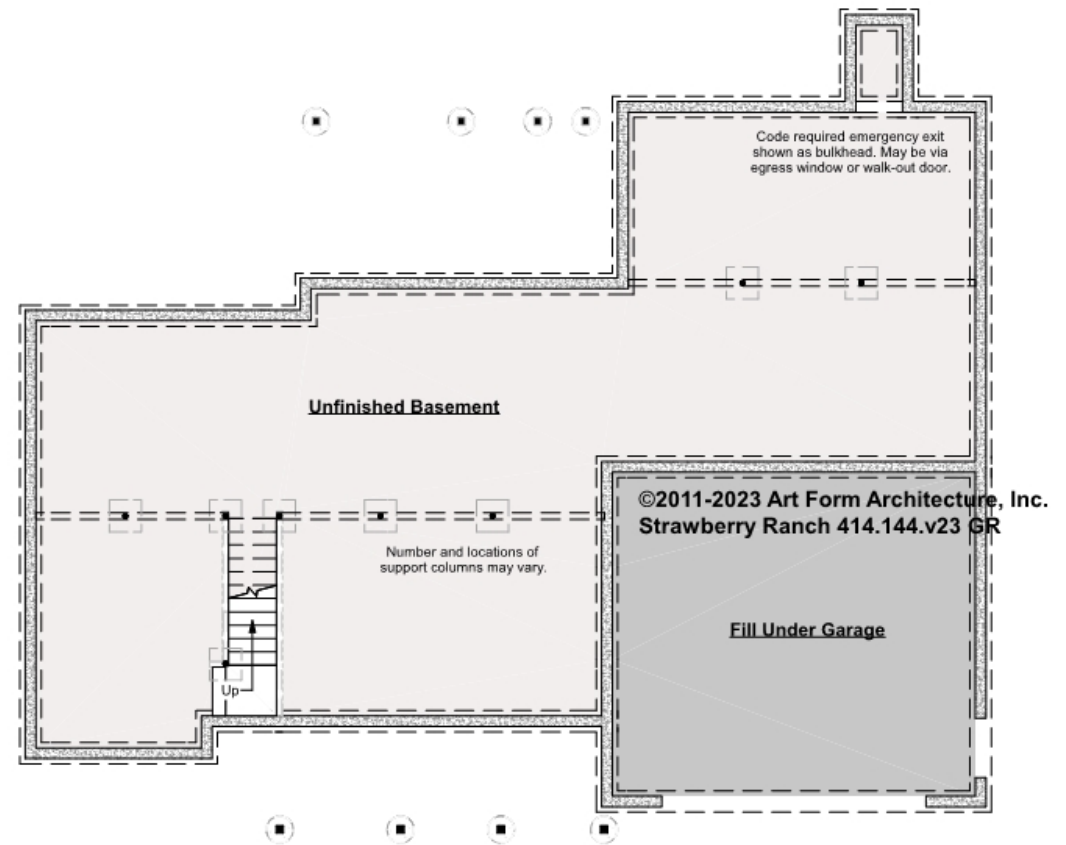 Code required emergency exit
shown as bulkhead. May be via
egress window or walk-out door.
Unfinished Basement
©2011-2023 Art Form Architecture, Inc.
Strawberry Ranch 414.144.v23 GR
Number and locations of
support columns may vary.
Fill Under Garage
Up